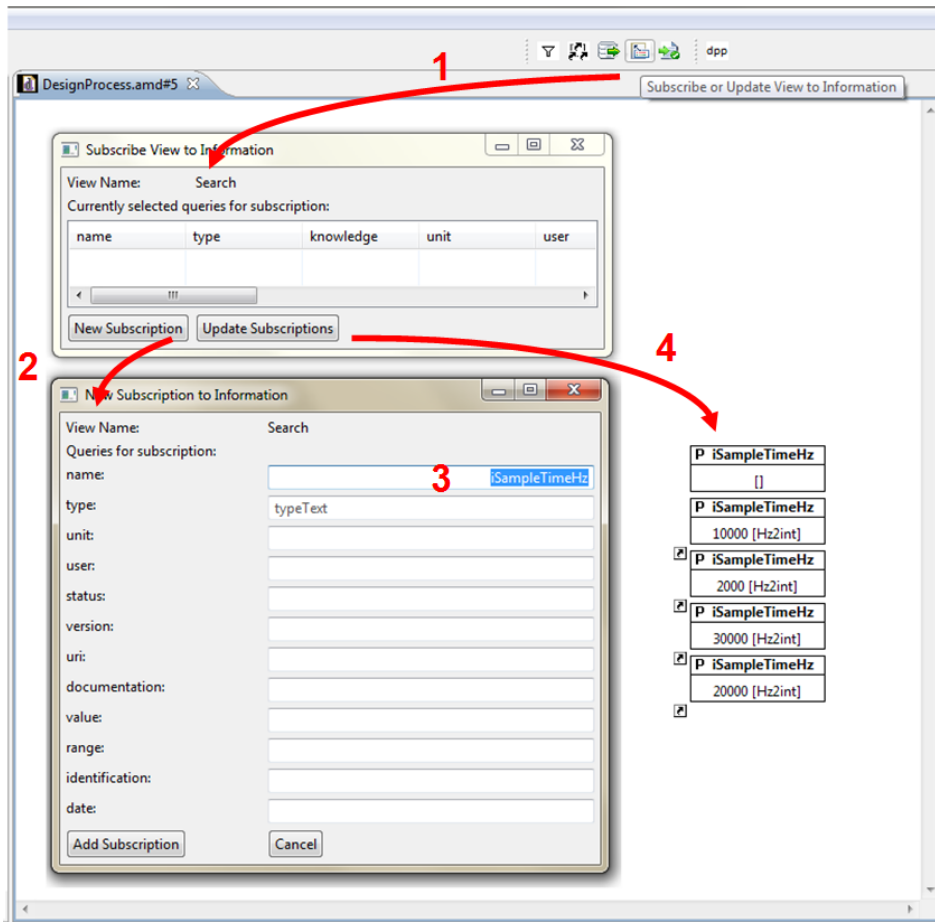 dpp
1
DesignProcess.amd#5
Subscribe or Update View to Information
Subscribe View to Information
View Name: Search
Currently selected queries for subscription:
name type knowledge unit user
New Subscription Update Subscriptions
2
4
New Subscription to Information
View Name: Search
Queries for subscription:
name: 3 iSampleTimeHz
type: typeText
unit:
user:
status:
version:
uri:
documentation:
value:
range:
identification:
date:
Add Subscription Cancel
P iSampleTimeHz
[]
P iSampleTimeHz
10000 [Hz2int]
P iSampleTimeHz
2000 [Hz2int]
P iSampleTimeHz
30000 [Hz2int]
P iSampleTimeHz
20000 [Hz2int]